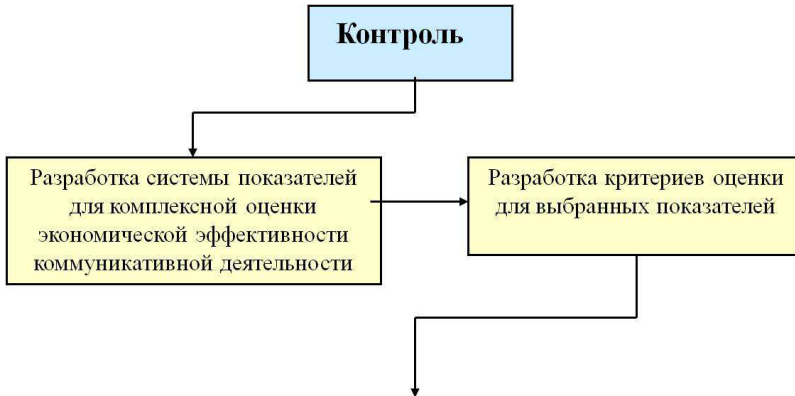 Контроль
Разработка системы показателей
для комплексной оценки
экономической эффективности
коммуникативной деятельности
Разработка критериев оценки
для выбранных показателей